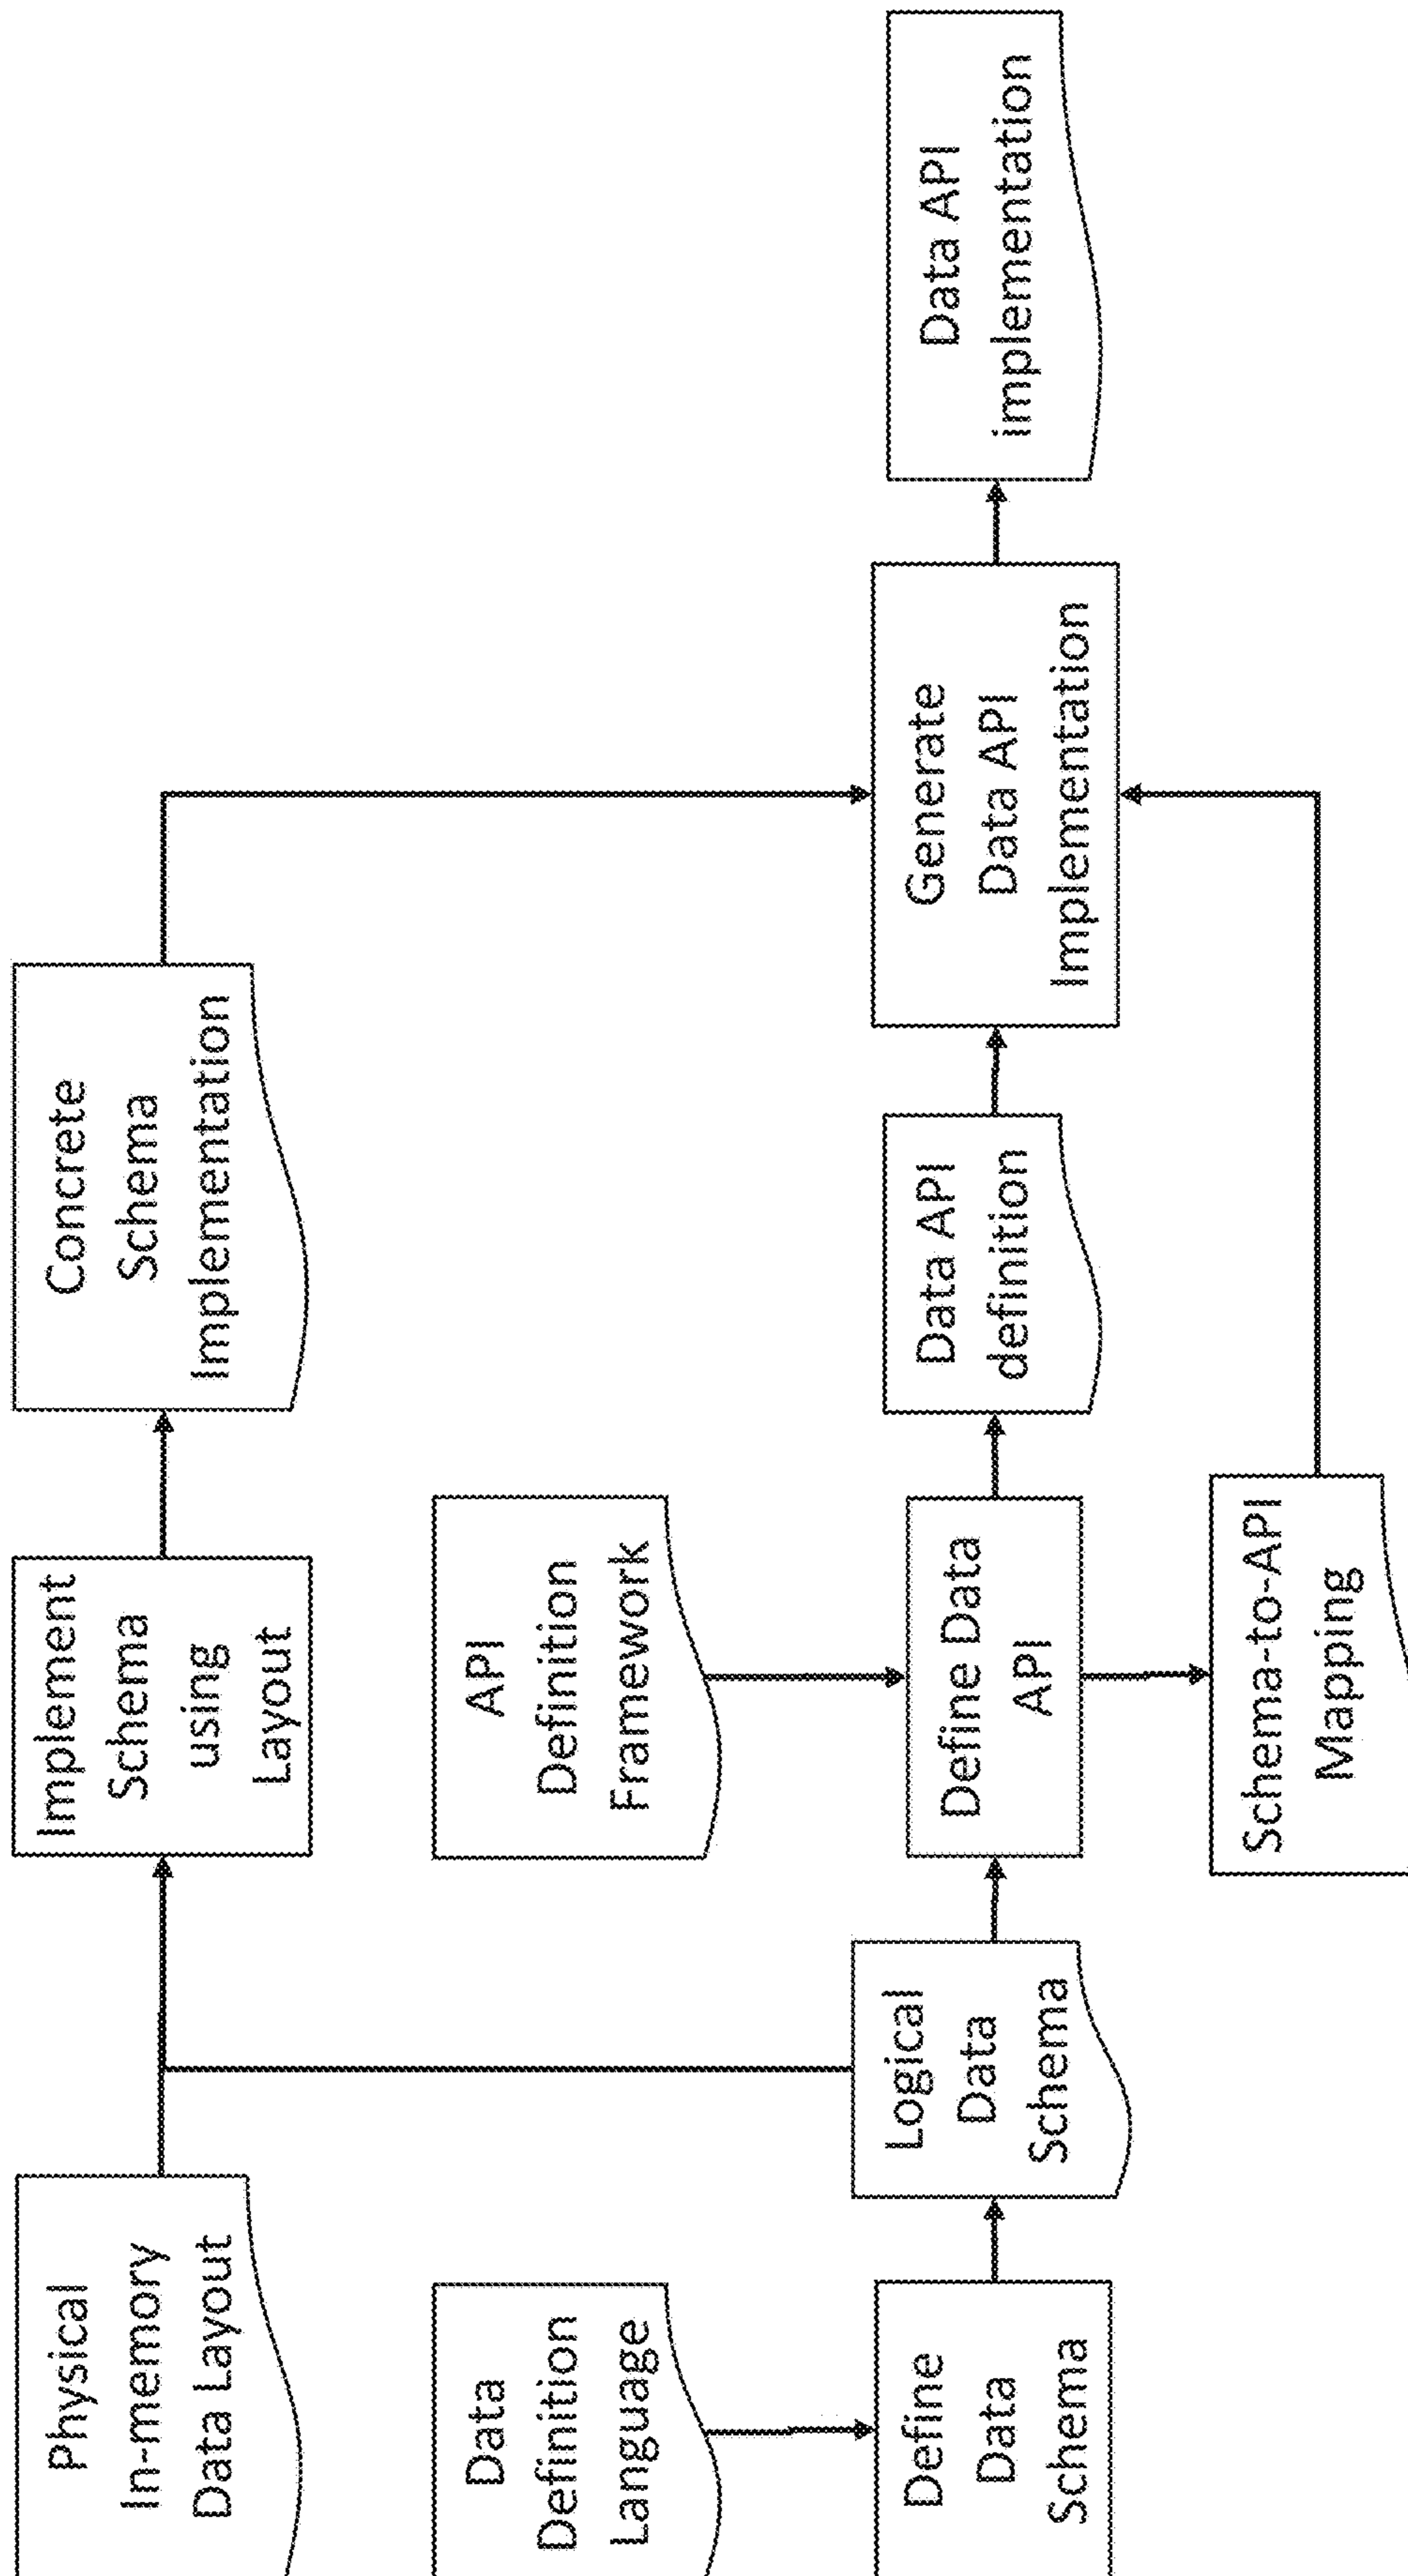 Physical
In-memory
Data Layout
Implement
Schema
using
Layout
Concrete
Schema
Implementation
Data
Definition
Language
API
Definition
Framework
Define
Data
Schema
Logical
Data
Schema
Define Data
API
Data API
definition
Generate
Data API
Implementation
Data API
implementation
Schema-to-API
Mapping